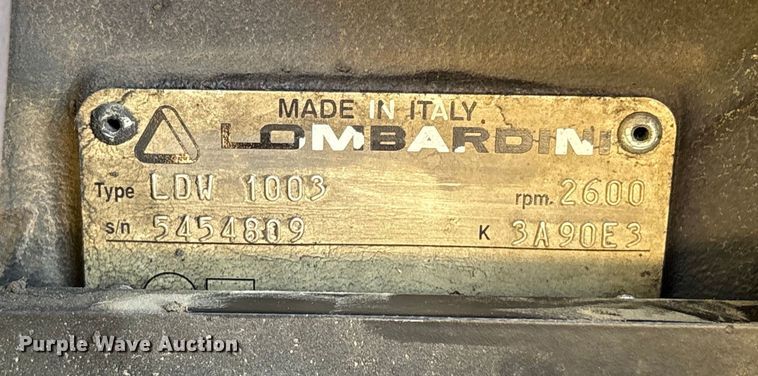 MADE IN ITALY
LOMBARDINI
Type LDW 1003 rpm. 2600
s/n 5454809 K 3A90E3
Purple Wave Auction